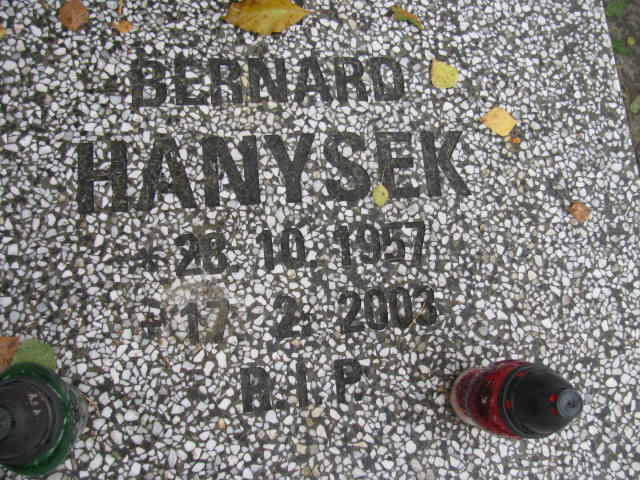 BERNARD
HANYSEK
* 28. 10. 1957
† 17. 2. 2003
R.I.P.